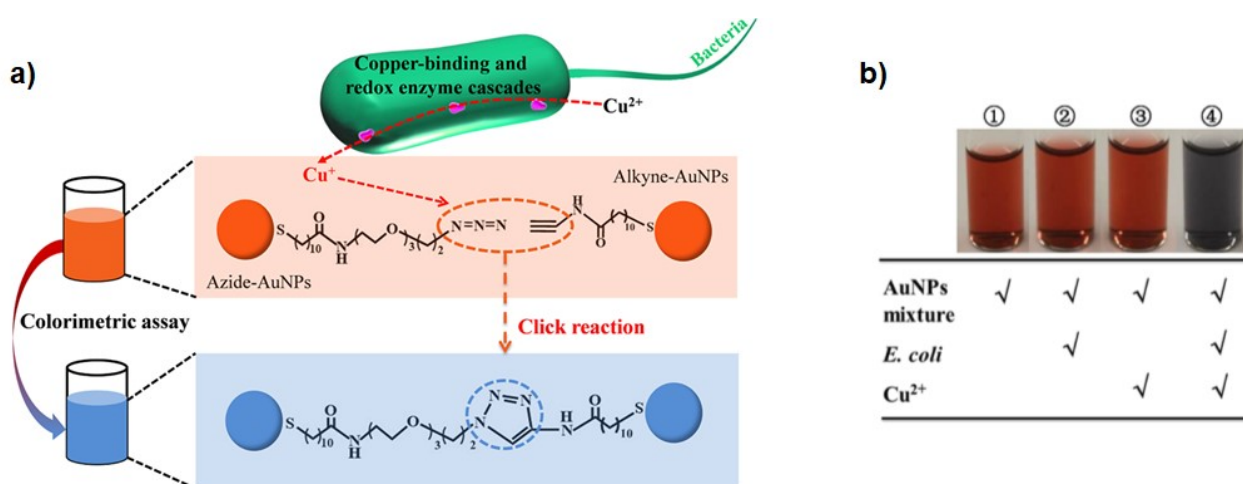 a)
Bacteria
Copper-binding and
redox enzyme cascades
Cu²⁺
Cu⁺
Alkyne-AuNPs
S
10
O
N
H
O
3
2
N=N=N
H
N
O
10
S
Azide-AuNPs
Colorimetric assay
Click reaction
S
10
O
N
H
O
3
2
N
N
N
H
N
O
10
S
b)
① ② ③ ④
AuNPs mixture √ √ √ √
E. coli √ √
Cu²⁺ √ √